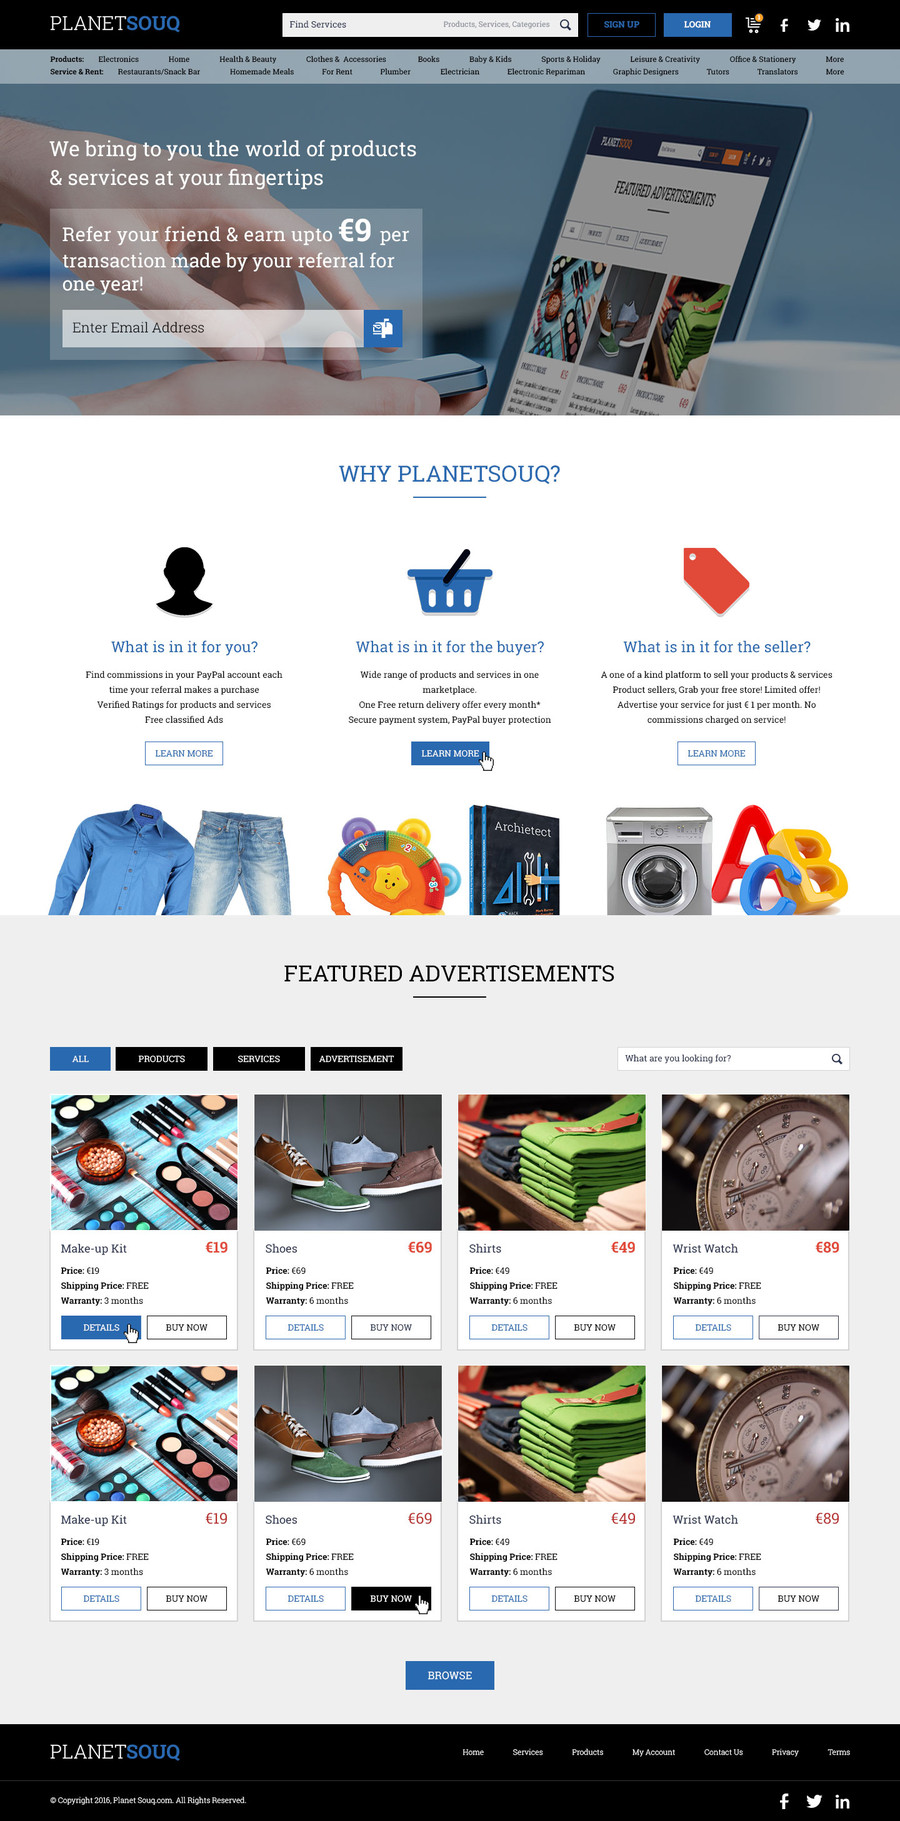 PLANETSOUQ
Find Services
Products, Services, Categories
SIGN UP
LOGIN
Products: Electronics Home Health & Beauty Clothes & Accessories Books Baby & Kids Sports & Holiday Leisure & Creativity Office & Stationery More
Service & Rent: Restaurants/Snack Bar Homemade Meals For Rent Plumber Electrician Electronic Repariman Graphic Designers Tutors Translators More
We bring to you the world of products
& services at your fingertips
Refer your friend & earn upto €9 per
transaction made by your referral for
one year!
Enter Email Address
PLANETSOUQ
FEATURED ADVERTISEMENTS
ALL
PRODUCTS
SERVICES
ADVERTISEMENT
PRODUCT NAME
PRODUCT NAME
PRODUCT NAME
WHY PLANETSOUQ?
What is in it for you?
Find commissions in your PayPal account each
time your referral makes a purchase
Verified Ratings for products and services
Free classified Ads
LEARN MORE
What is in it for the buyer?
Wide range of products and services in one
marketplace.
One Free return delivery offer every month*
Secure payment system, PayPal buyer protection
LEARN MORE
What is in it for the seller?
A one of a kind platform to sell your products & services
Product sellers, Grab your free store! Limited offer!
Advertise your service for just € 1 per month. No
commissions charged on service!
LEARN MORE
Archietect
A B C
FEATURED ADVERTISEMENTS
ALL
PRODUCTS
SERVICES
ADVERTISEMENT
What are you looking for?
Make-up Kit €19
Price: €19
Shipping Price: FREE
Warranty: 3 months
DETAILS
BUY NOW
Shoes €69
Price: €69
Shipping Price: FREE
Warranty: 6 months
DETAILS
BUY NOW
Shirts €49
Price: €49
Shipping Price: FREE
Warranty: 6 months
DETAILS
BUY NOW
Wrist Watch €89
Price: €49
Shipping Price: FREE
Warranty: 6 months
DETAILS
BUY NOW
Make-up Kit €19
Price: €19
Shipping Price: FREE
Warranty: 3 months
DETAILS
BUY NOW
Shoes €69
Price: €69
Shipping Price: FREE
Warranty: 6 months
DETAILS
BUY NOW
Shirts €49
Price: €49
Shipping Price: FREE
Warranty: 6 months
DETAILS
BUY NOW
Wrist Watch €89
Price: €49
Shipping Price: FREE
Warranty: 6 months
DETAILS
BUY NOW
BROWSE
PLANETSOUQ
Home Services Products My Account Contact Us Privacy Terms
© Copyright 2016, Planet Souq.com. All Rights Reserved.